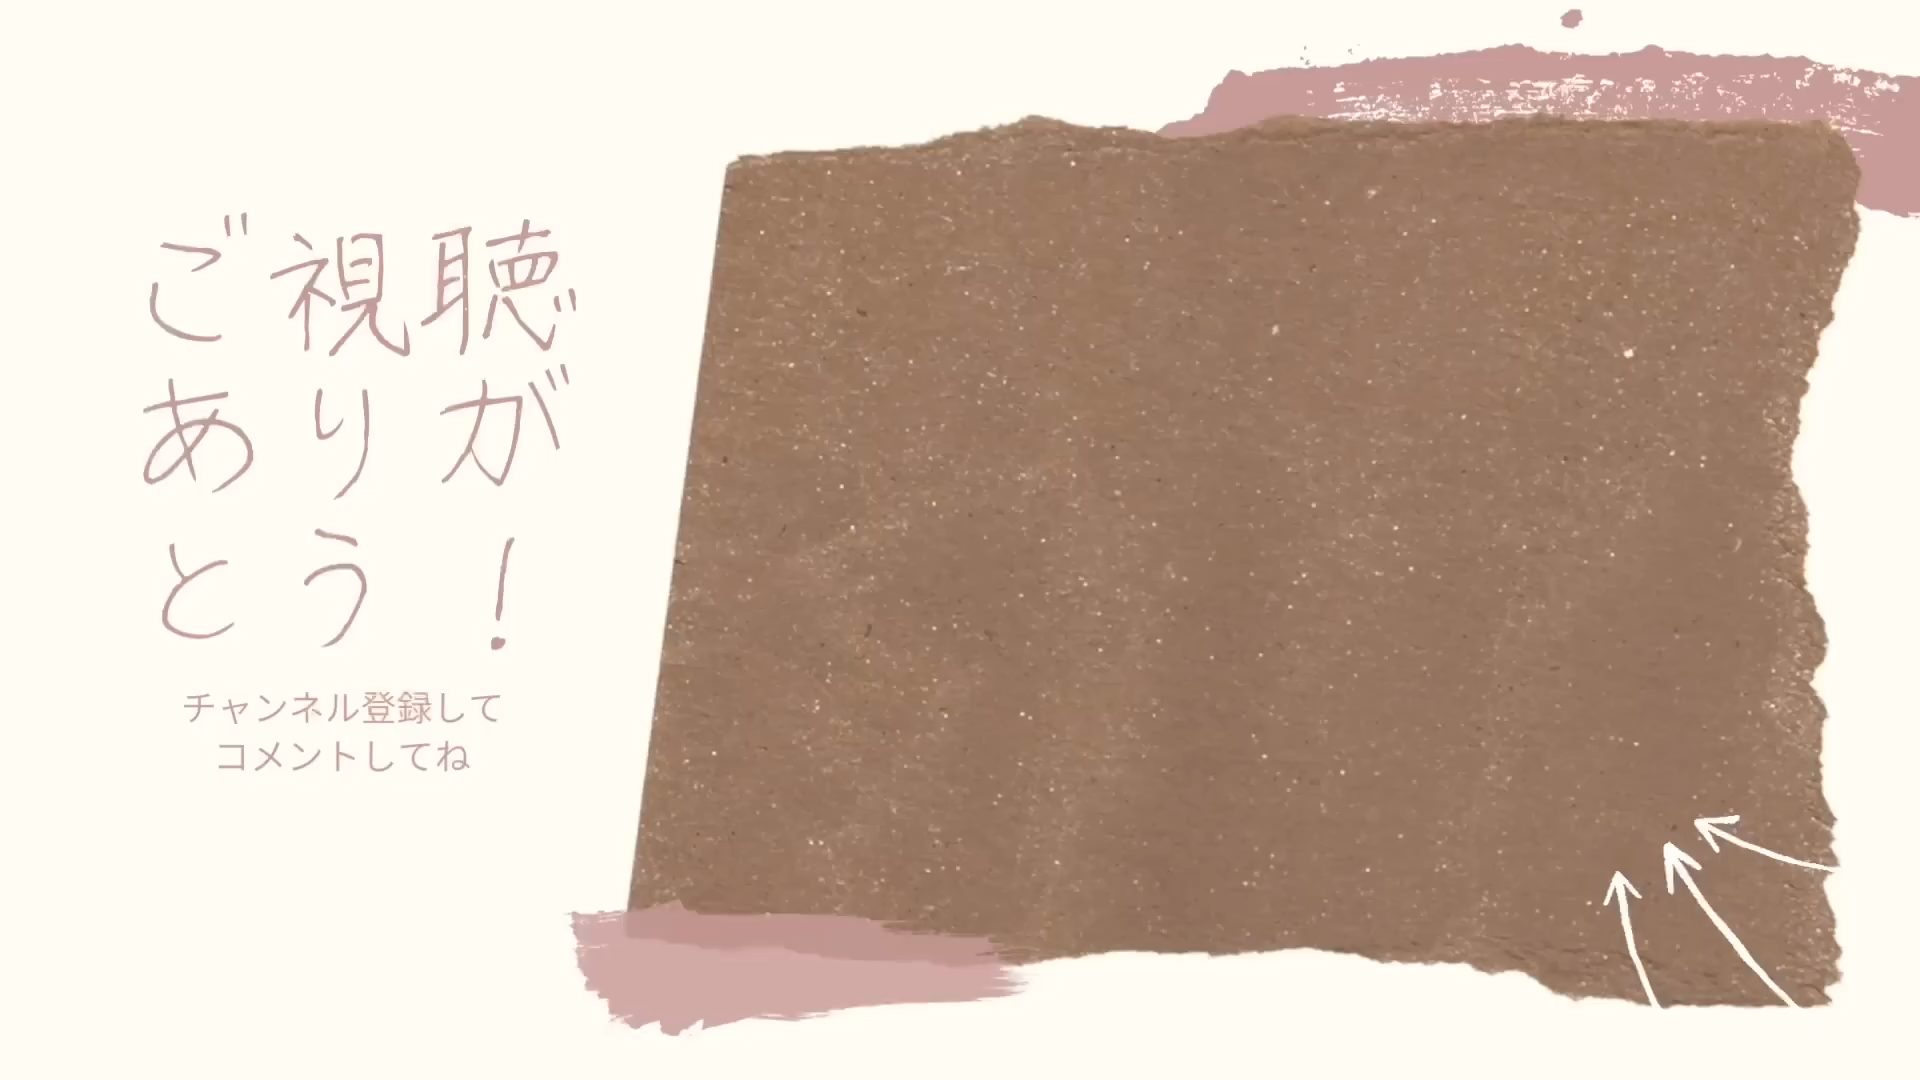 ご視聴
ありが
とう！
チャンネル登録して
コメントしてね